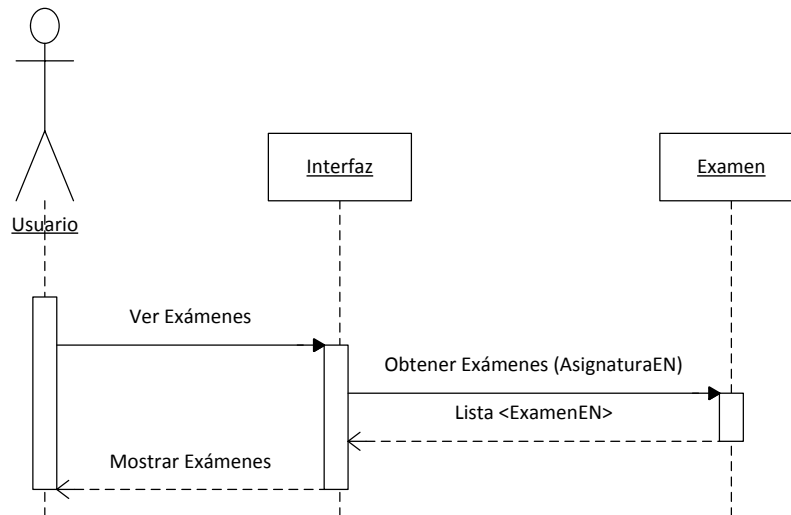 Interfaz
Examen
Usuario
Ver Exámenes
Obtener Exámenes (AsignaturaEN)
Lista <ExamenEN>
Mostrar Exámenes